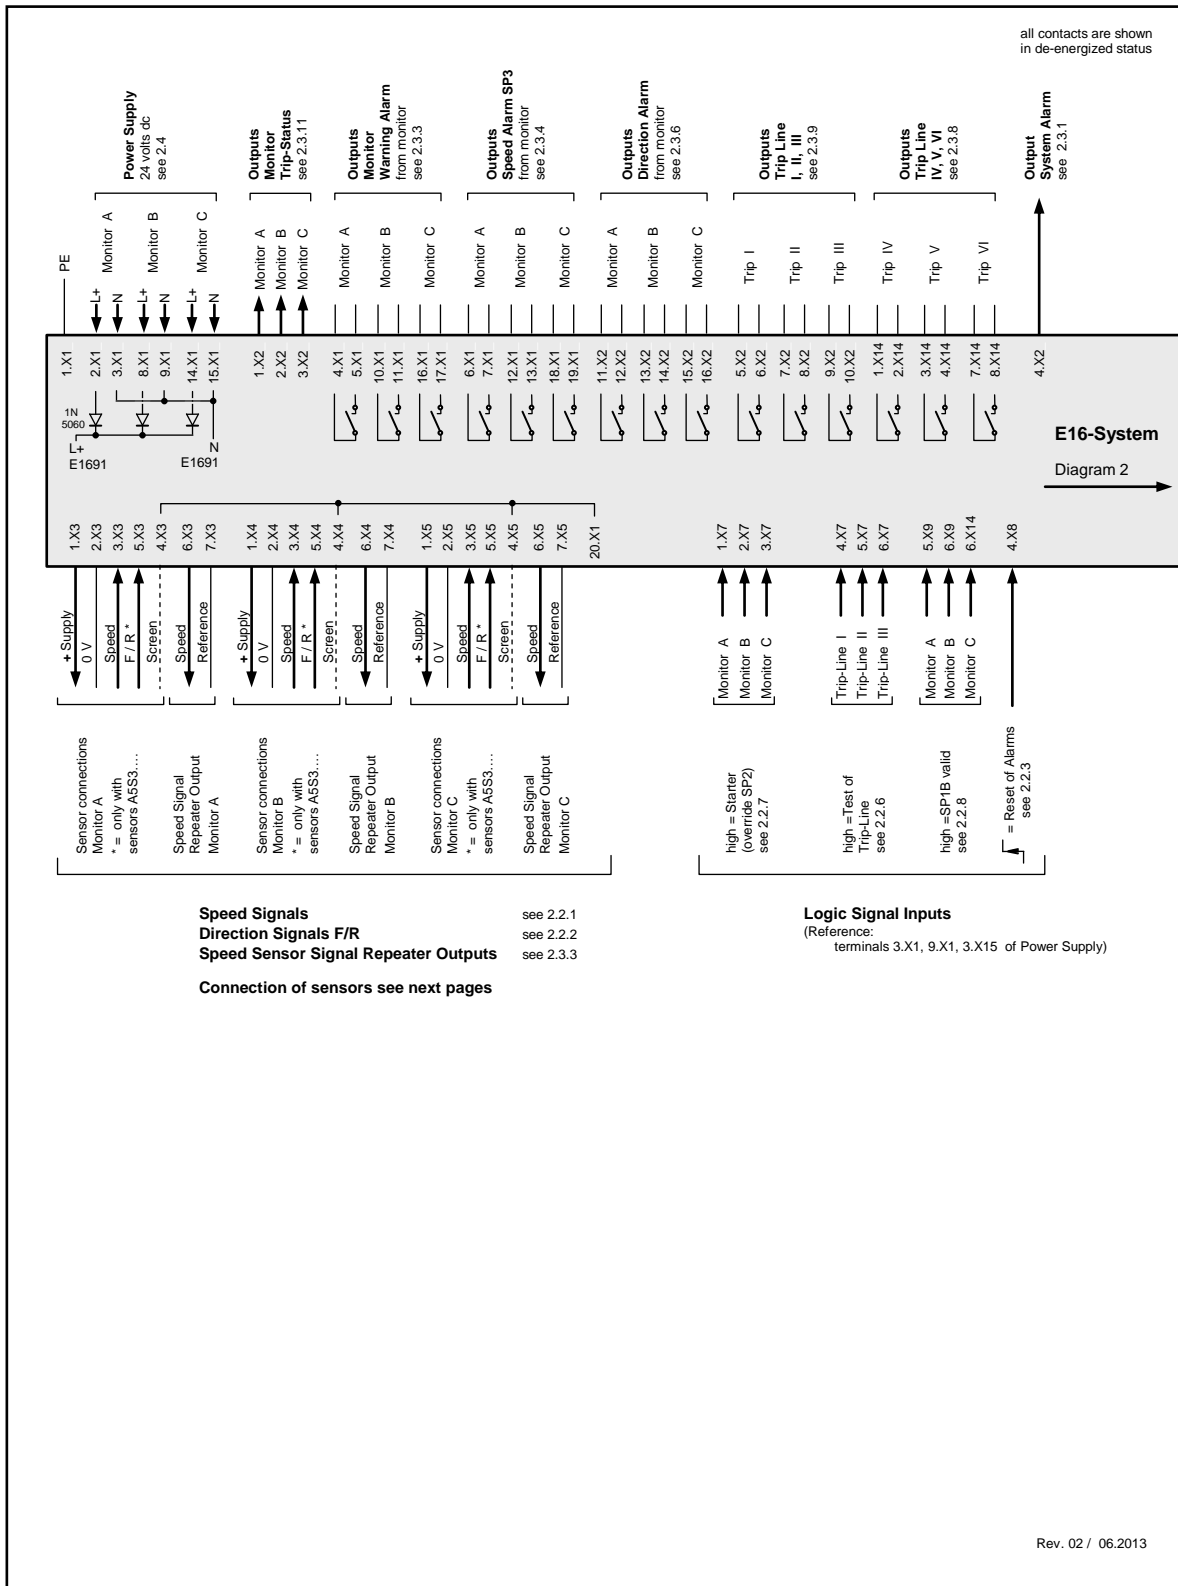 all contacts are shown
in de-energized status
Power Supply
24 volts dc
see 2.4
Outputs
Monitor
Trip-Status
see 2.3.11
Outputs
Monitor
Warning Alarm
from monitor
see 2.3.3
Outputs
Speed Alarm SP3
from monitor
see 2.3.4
Outputs
Direction Alarm
from monitor
see 2.3.6
Outputs
Trip Line
I, II, III
see 2.3.9
Outputs
Trip Line
IV, V, VI
see 2.3.8
Output
System Alarm
see 2.3.1
PE
L+
Monitor A
N
L+
Monitor B
N
L+
Monitor C
N
Monitor A
Monitor B
Monitor C
Monitor A
Monitor B
Monitor C
Monitor A
Monitor B
Monitor C
Monitor A
Monitor B
Monitor C
Trip I
Trip II
Trip III
Trip IV
Trip V
Trip VI
1.X1
2.X1
3.X1
8.X1
9.X1
14.X1
15.X1
1.X2
2.X2
3.X2
4.X1
5.X1
10.X1
11.X1
16.X1
17.X1
6.X1
7.X1
12.X1
13.X1
18.X1
19.X1
11.X2
12.X2
13.X2
14.X2
15.X2
16.X2
5.X2
6.X2
7.X2
8.X2
9.X2
10.X2
1.X14
2.X14
3.X14
4.X14
7.X14
8.X14
4.X2
1N
5060
L+
E1691
N
E1691
E16-System
Diagram 2
1.X3
2.X3
3.X3
5.X3
4.X3
6.X3
7.X3
1.X4
2.X4
3.X4
5.X4
4.X4
6.X4
7.X4
1.X5
2.X5
3.X5
5.X5
4.X5
6.X5
7.X5
20.X1
1.X7
2.X7
3.X7
4.X7
5.X7
6.X7
5.X9
6.X9
6.X14
4.X8
+ Supply
0 V
Speed
F / R *
Screen
Speed
Reference
+ Supply
0 V
Speed
F / R *
Screen
Speed
Reference
+ Supply
0 V
Speed
F / R *
Screen
Speed
Reference
Monitor A
Monitor B
Monitor C
Trip-Line I
Trip-Line II
Trip-Line III
Monitor A
Monitor B
Monitor C
Sensor connections
Monitor A
* = only with
sensors A5S3....
Speed Signal
Repeater Output
Monitor A
Sensor connections
Monitor B
* = only with
sensors A5S3....
Speed Signal
Repeater Output
Monitor B
Sensor connections
Monitor C
* = only with
sensors A5S3....
Speed Signal
Repeater Output
Monitor C
high = Starter
(override SP2)
see 2.2.7
high =Test of
Trip-Line
see 2.2.6
high =SP1B valid
see 2.2.8
= Reset of Alarms
see 2.2.3
Speed Signals see 2.2.1
Direction Signals F/R see 2.2.2
Speed Sensor Signal Repeater Outputs see 2.3.3
Connection of sensors see next pages
Logic Signal Inputs
(Reference:
terminals 3.X1, 9.X1, 3.X15 of Power Supply)
Rev. 02 / 06.2013